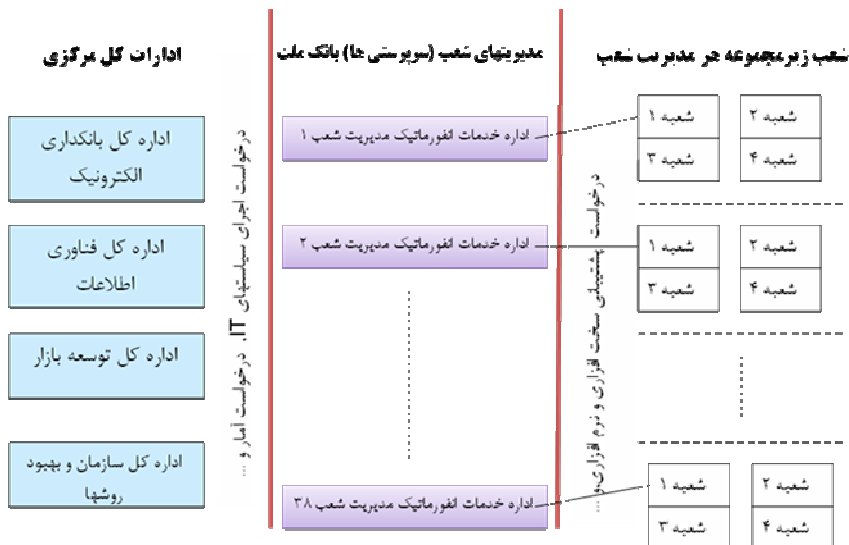 شعب زیرمجموعه هر مدیریت شعب
مدیریتهای شعب (سرپرستی ها) بانک ملت
ادارات کل مرکزی
شعبه ۱
شعبه ۲
شعبه ۳
شعبه ۴
شعبه ۱
شعبه ۲
شعبه ۳
شعبه ۴
شعبه ۱
شعبه ۲
شعبه ۳
شعبه ۴
درخواست پشتیبانی سخت افزاری و نرم افزاری،و ...
اداره خدمات انفورماتیک مدیریت شعب ۱
اداره خدمات انفورماتیک مدیریت شعب ۲
اداره خدمات انفورماتیک مدیریت شعب ۳۸
درخواست اجرای سیاستهای IT، درخواست آمار و ...
اداره کل بانکداری
الکترونیک
اداره کل فناوری
اطلاعات
اداره کل توسعه بازار
اداره کل سازمان و بهبود
روشها